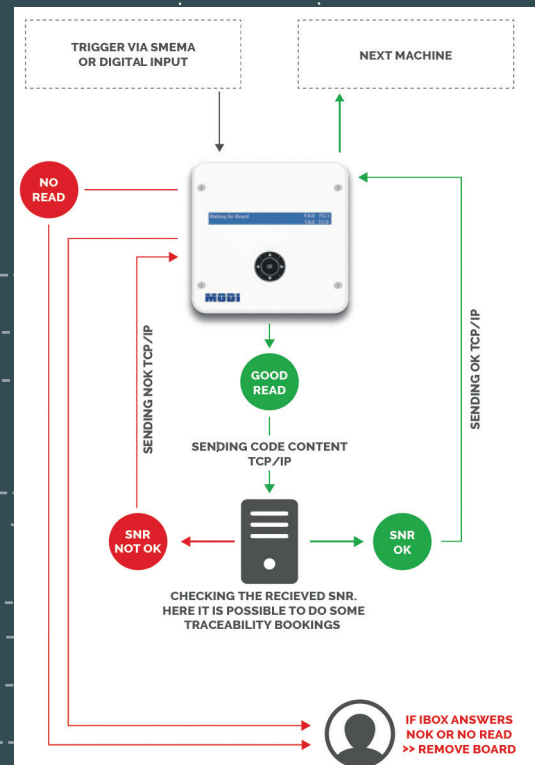 TRIGGER VIA SMEMA
OR DIGITAL INPUT
NEXT MACHINE
NO
READ
Waiting for Board
OK
MODI
GOOD
READ
SENDING NOK TCP/IP
SENDING OK TCP/IP
SENDING CODE CONTENT
TCP/IP
SNR
NOT OK
SNR
OK
CHECKING THE RECIEVED SNR.
HERE IT IS POSSIBLE TO DO SOME
TRACEABILITY BOOKINGS
IF IBOX ANSWERS
NOK OR NO READ
>> REMOVE BOARD